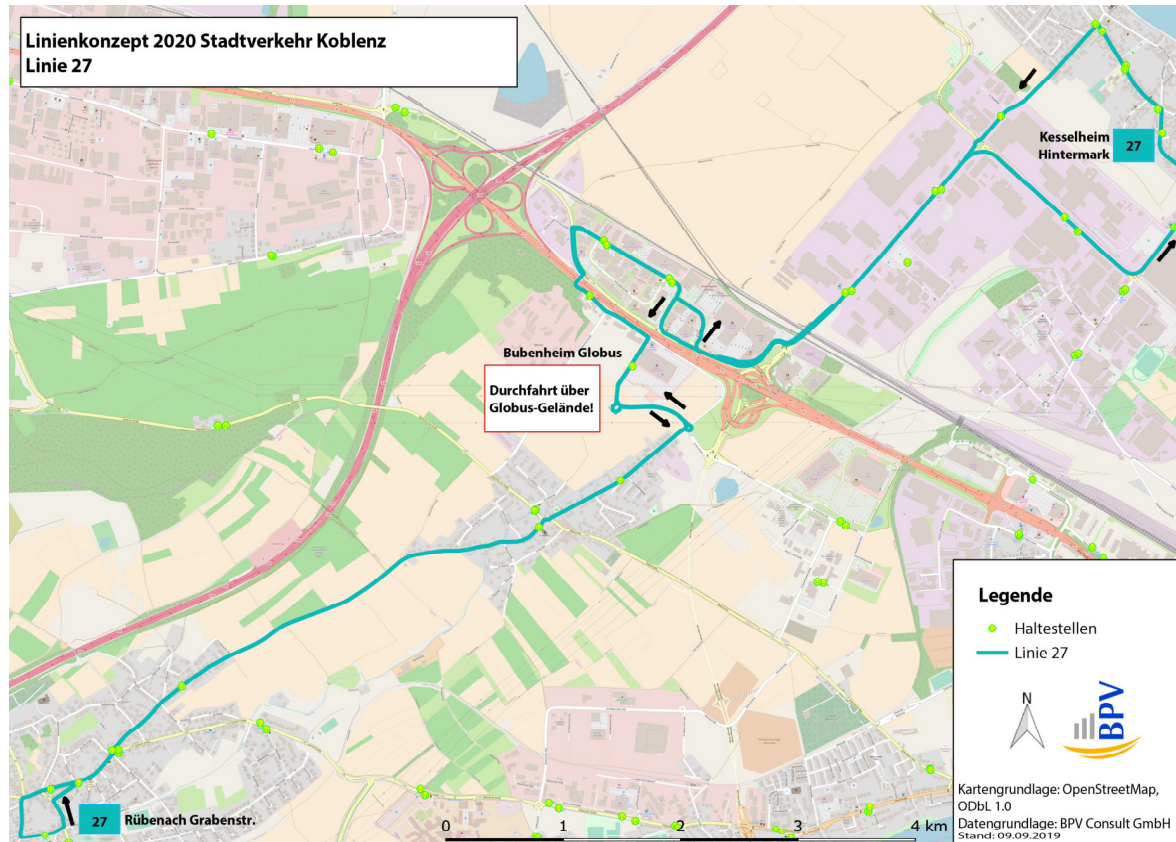 Linienkonzept 2020 Stadtverkehr Koblenz
Linie 27
Kesselheim
Hintermark
27
Bubenheim Globus
Durchfahrt über
Globus-Gelände!
27
Rübenach Grabenstr.
Legende
Haltestellen
Linie 27
N
BPV
Kartengrundlage: OpenStreetMap,
ODbL 1.0
Datengrundlage: BPV Consult GmbH
Stand: 09.09.2019
0 1 2 3 4 km